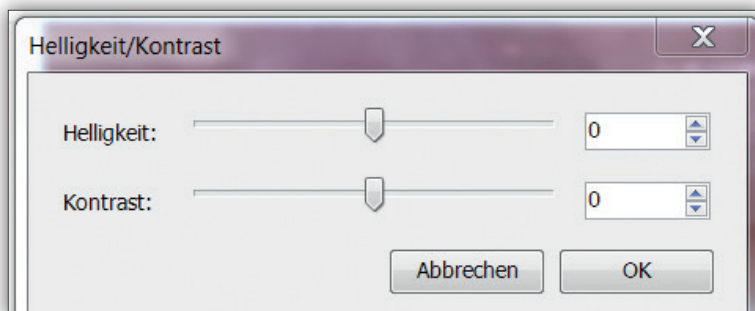 Helligkeit/Kontrast
Helligkeit: 0
Kontrast: 0
Abbrechen OK